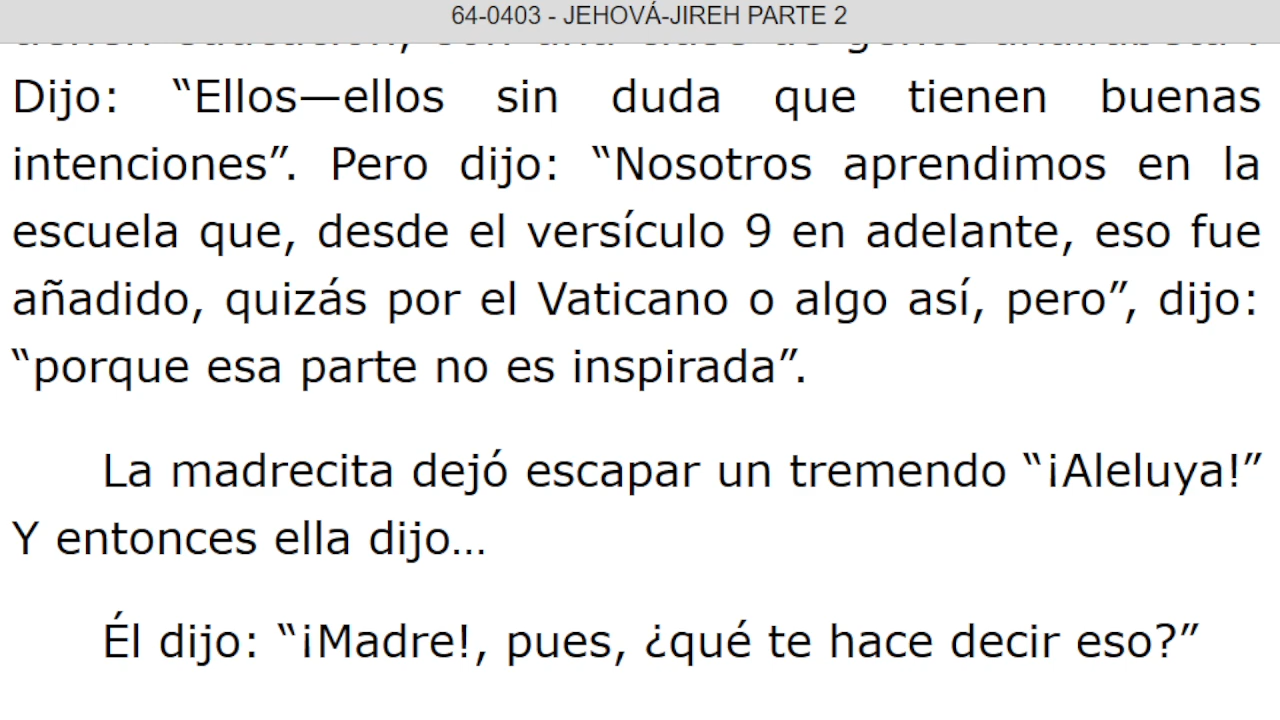 64-0403 - JEHOVÁ-JIREH PARTE 2
Dijo: “Ellos—ellos sin duda que tienen buenas
intenciones”. Pero dijo: “Nosotros aprendimos en la
escuela que, desde el versículo 9 en adelante, eso fue
añadido, quizás por el Vaticano o algo así, pero”, dijo:
“porque esa parte no es inspirada”.
La madrecita dejó escapar un tremendo “¡Aleluya!”
Y entonces ella dijo…
Él dijo: “¡Madre!, pues, ¿qué te hace decir eso?”